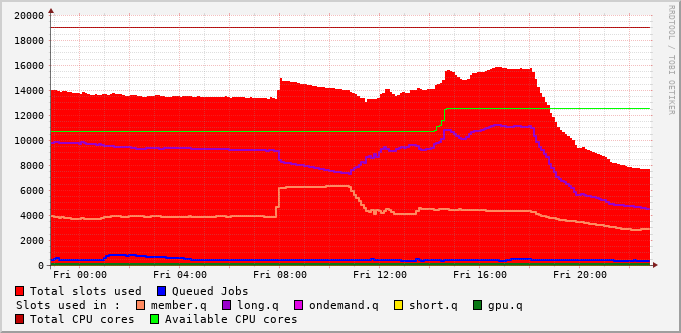 20000
18000
16000
14000
12000
10000
8000
6000
4000
2000
0
Fri 00:00 Fri 04:00 Fri 08:00 Fri 12:00 Fri 16:00 Fri 20:00
Total slots used Queued Jobs
Slots used in : member.q long.q ondemand.q short.q gpu.q
Total CPU cores Available CPU cores
RRDTOOL / TOBI OETIKER